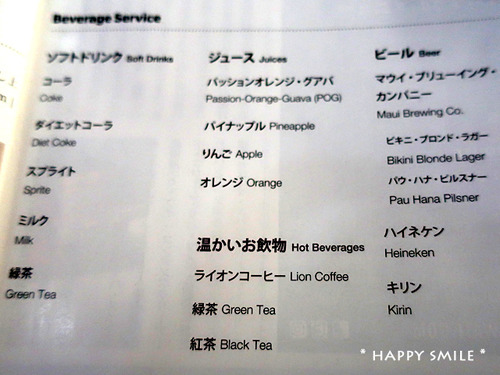 Beverage Service
ソフトドリンク Soft Drinks
コーラ
Coke
ダイエットコーラ
Diet Coke
スプライト
Sprite
ミルク
Milk
緑茶
Green Tea
ジュース Juices
パッションオレンジ・グアバ
Passion-Orange-Guava (POG)
パイナップル Pineapple
りんご Apple
オレンジ Orange
温かいお飲物 Hot Beverages
ライオンコーヒー Lion Coffee
緑茶 Green Tea
紅茶 Black Tea
ビール Beer
マウイ・ブリューイング・
カンパニー
Maui Brewing Co.
ビキニ・ブロンド・ラガー
Bikini Blonde Lager
パウ・ハナ・ピルスナー
Pau Hana Pilsner
ハイネケン
Heineken
キリン
Kirin
* HAPPY SMILE *